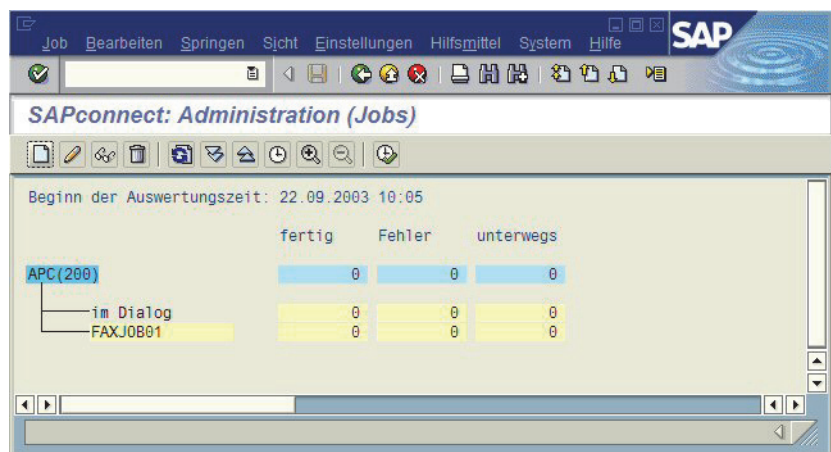 Job Bearbeiten Springen Sicht Einstellungen Hilfsmittel System Hilfe
SAP
SAPconnect: Administration (Jobs)
Beginn der Auswertungszeit: 22.09.2003 10:05
fertig Fehler unterwegs
APC(200) 0 0 0
im Dialog 0 0 0
FAXJOB01 0 0 0